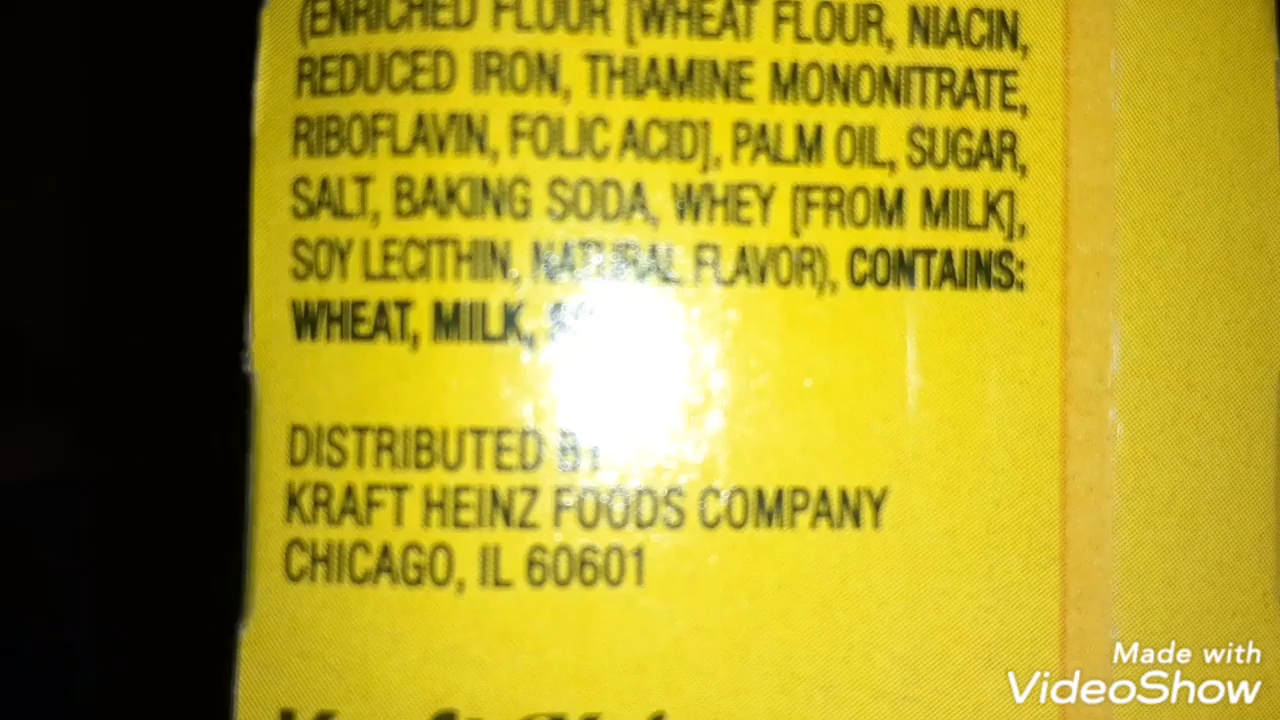 (ENRICHED FLOUR [WHEAT FLOUR, NIACIN,
REDUCED IRON, THIAMINE MONONITRATE,
RIBOFLAVIN, FOLIC ACID], PALM OIL, SUGAR,
SALT, BAKING SODA, WHEY [FROM MILK],
SOY LECITHIN, NATURAL FLAVOR), CONTAINS:
WHEAT, MILK,
DISTRIBUTED BY
KRAFT HEINZ FOODS COMPANY
CHICAGO, IL 60601
Made with
VideoShow